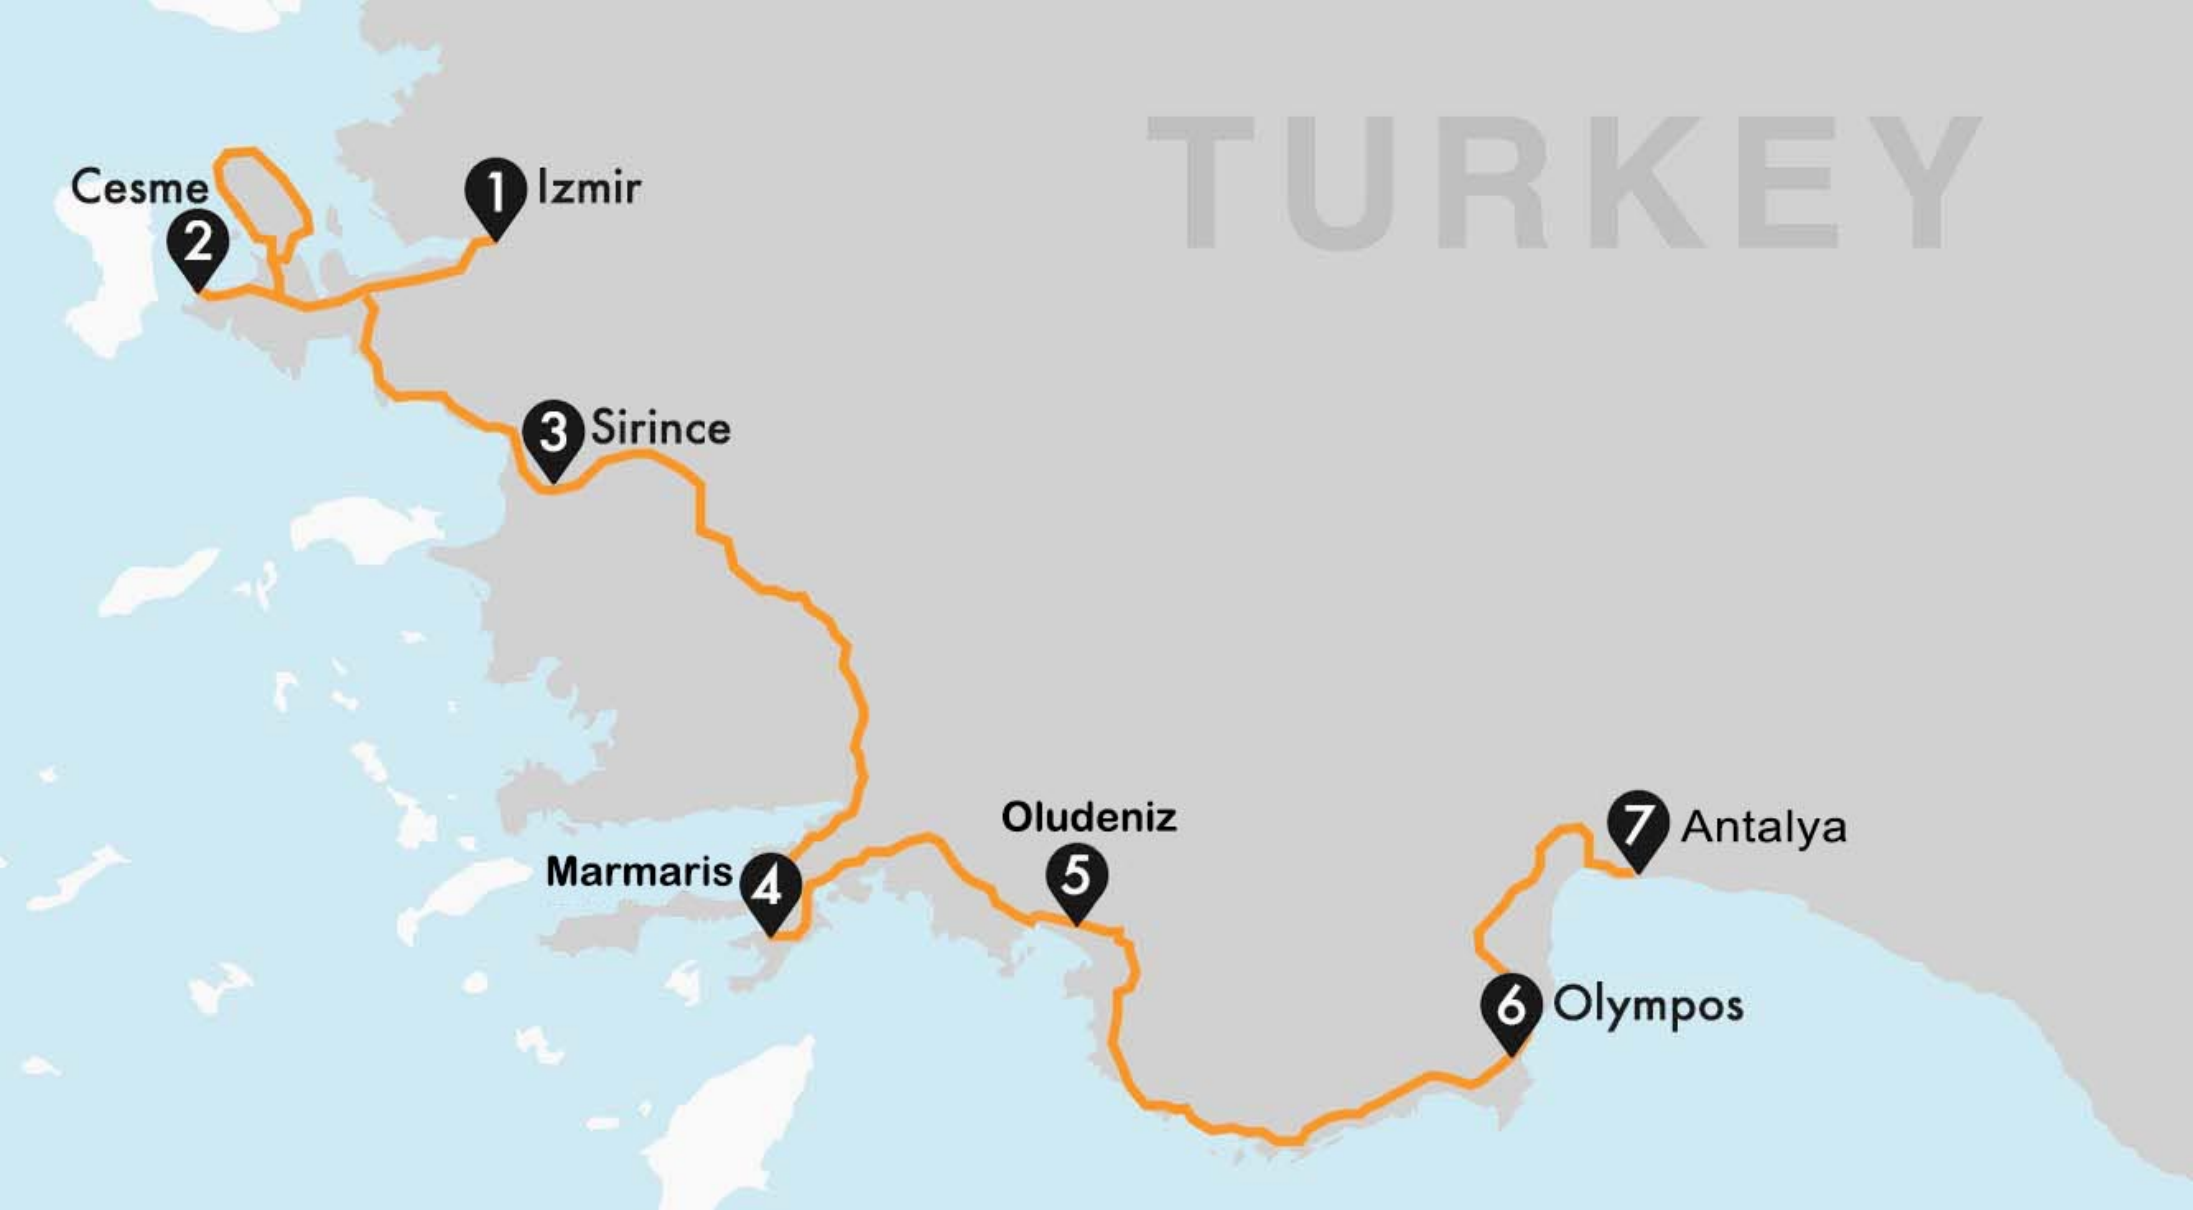 TURKEY
1 Izmir
Cesme
2
3 Sirince
Marmaris 4
Oludeniz
5
6 Olympos
7 Antalya